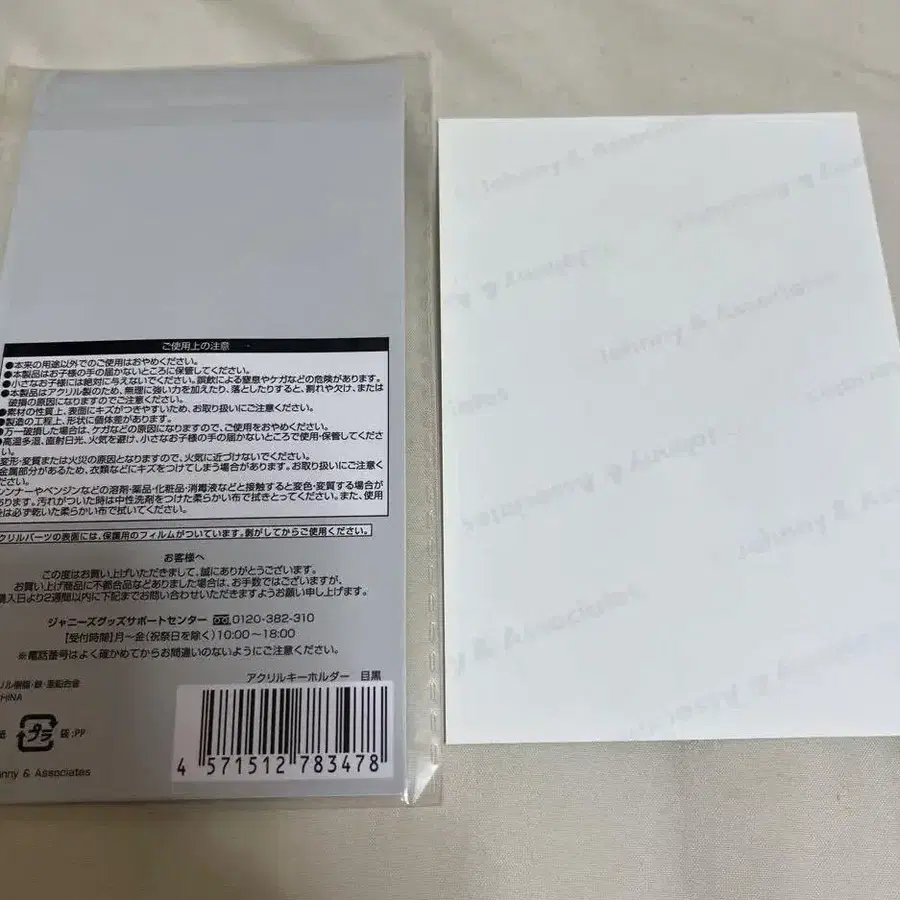 ご使用上の注意
●本来の用途以外でのご使用はおやめください。
●本製品はお子様の手の届かないところに保管してください。
●小さなお子様には絶対に与えないでください。誤飲による窒息やケガなどの危険があります。
●本製品はアクリル製のため、無理に強い力を加えたり、落としたりすると、割れや欠け、または
破損の原因になりますのでご注意ください。
●素材の性質上、表面にキズがつきやすいため、お取り扱いにご注意ください。
●製造の工程上、形状に個体差があります。
●万一破損した場合は、ケガなどの原因になりますので、ご使用をおやめください。
●高温多湿、直射日光、火気を避け、小さなお子様の手の届かないところで使用・保管してくださ
い。
変形・変質または火災の原因となりますので、火気に近づけないでください。
金属部分があるため、衣類などにキズをつけてしまう場合があります。お取り扱いにご注意くだ
シンナーやベンジンなどの溶剤・薬品・化粧品・消毒液などと接触すると変色・変質する場合が
あります。汚れがついた時は中性洗剤をつけた柔らかい布で拭きとってください。また、使用
は必ず乾いた柔らかい布で拭いてください。
クリルパーツの表面には、保護用のフィルムがついています。剥がしてからご使用ください。
お客様へ
この度はお買い上げいただきまして、誠にありがとうございます。
お買い上げ商品に不都合品などありました場合は、お手数ではございますが、
購入日より2週間以内に下記までお問い合わせいただきますようお願い申し上げます。
ジャニーズグッズサポートセンター 0120-382-310
【受付時間】月〜金(祝祭日を除く)10:00〜18:00
※電話番号はよく確かめてからお間違いのないようにご注意ください。
アクリルキーホルダー 目黒
リル樹脂・鉄・亜鉛合金
CHINA
紙 プラ 袋:PP
4 571512 783478
nny & Associates
Johnny & Associates
Johnny & Associates
Johnny & Assoc
y & Associates
Johnny &